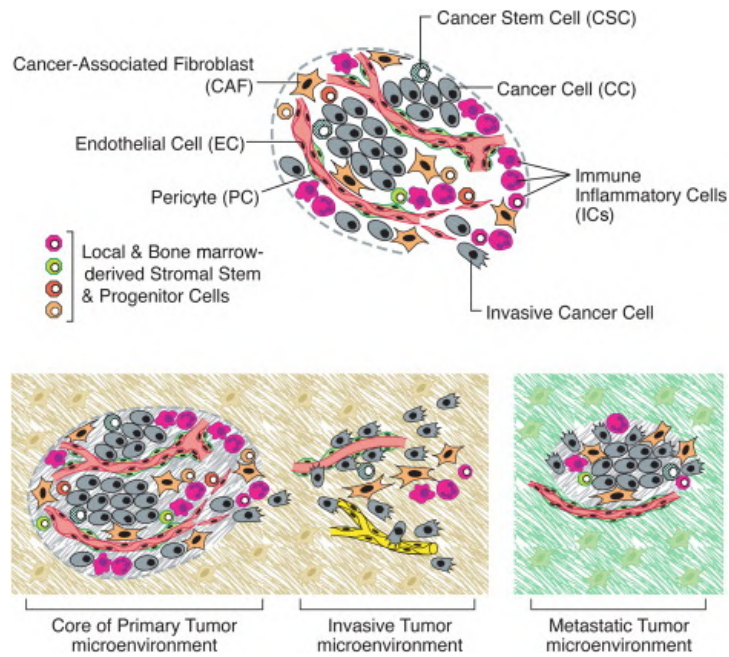 Cancer Stem Cell (CSC)
Cancer-Associated Fibroblast
(CAF)
Cancer Cell (CC)
Endothelial Cell (EC)
Pericyte (PC)
Immune
Inflammatory Cells
(ICs)
Local & Bone marrow-
derived Stromal Stem
& Progenitor Cells
Invasive Cancer Cell
Core of Primary Tumor
microenvironment
Invasive Tumor
microenvironment
Metastatic Tumor
microenvironment